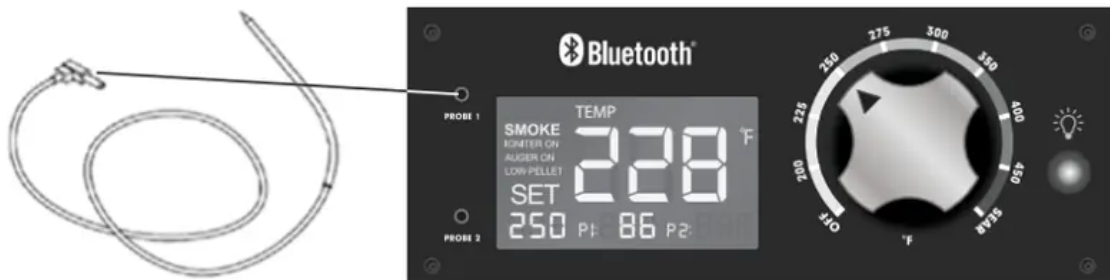 Bluetooth®
PROBE 1
TEMP
SMOKE
IGNITER ON
AUGER ON
LOW-PELLET
228 °F
SET
250 P1: 86 P2:
PROBE 2
OFF
200
225
250
275
300
350
400
450
SEAR
°F